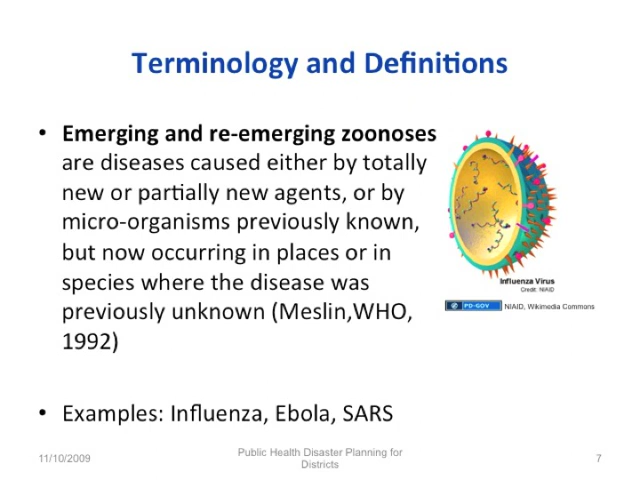 Terminology and Definitions
• Emerging and re-emerging zoonoses
are diseases caused either by totally
new or partially new agents, or by
micro-organisms previously known,
but now occurring in places or in
species where the disease was
previously unknown (Meslin,WHO,
1992)
Influenza Virus
Credit: NIAID
PD-GOV
NIAID, Wikimedia Commons
• Examples: Influenza, Ebola, SARS
11/10/2009
Public Health Disaster Planning for
Districts
7